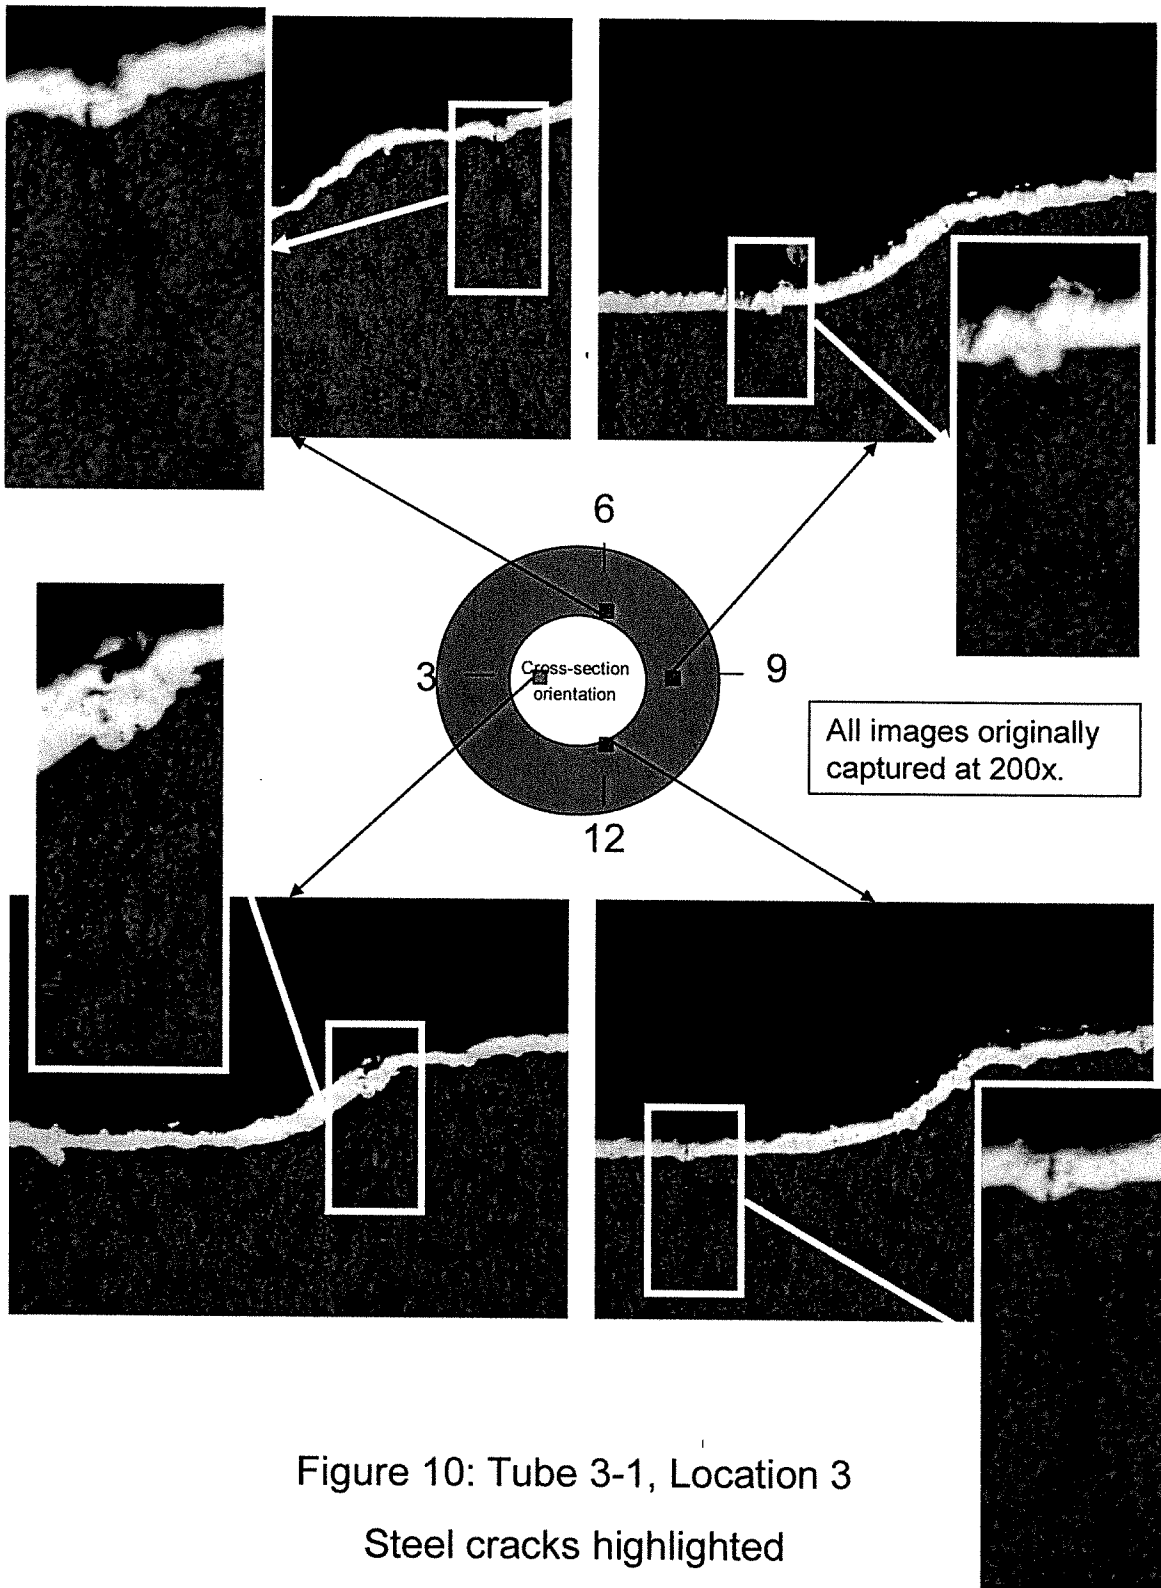 6
3
Cross-section
orientation
9
All images originally
captured at 200x.
12
Figure 10: Tube 3-1, Location 3
Steel cracks highlighted